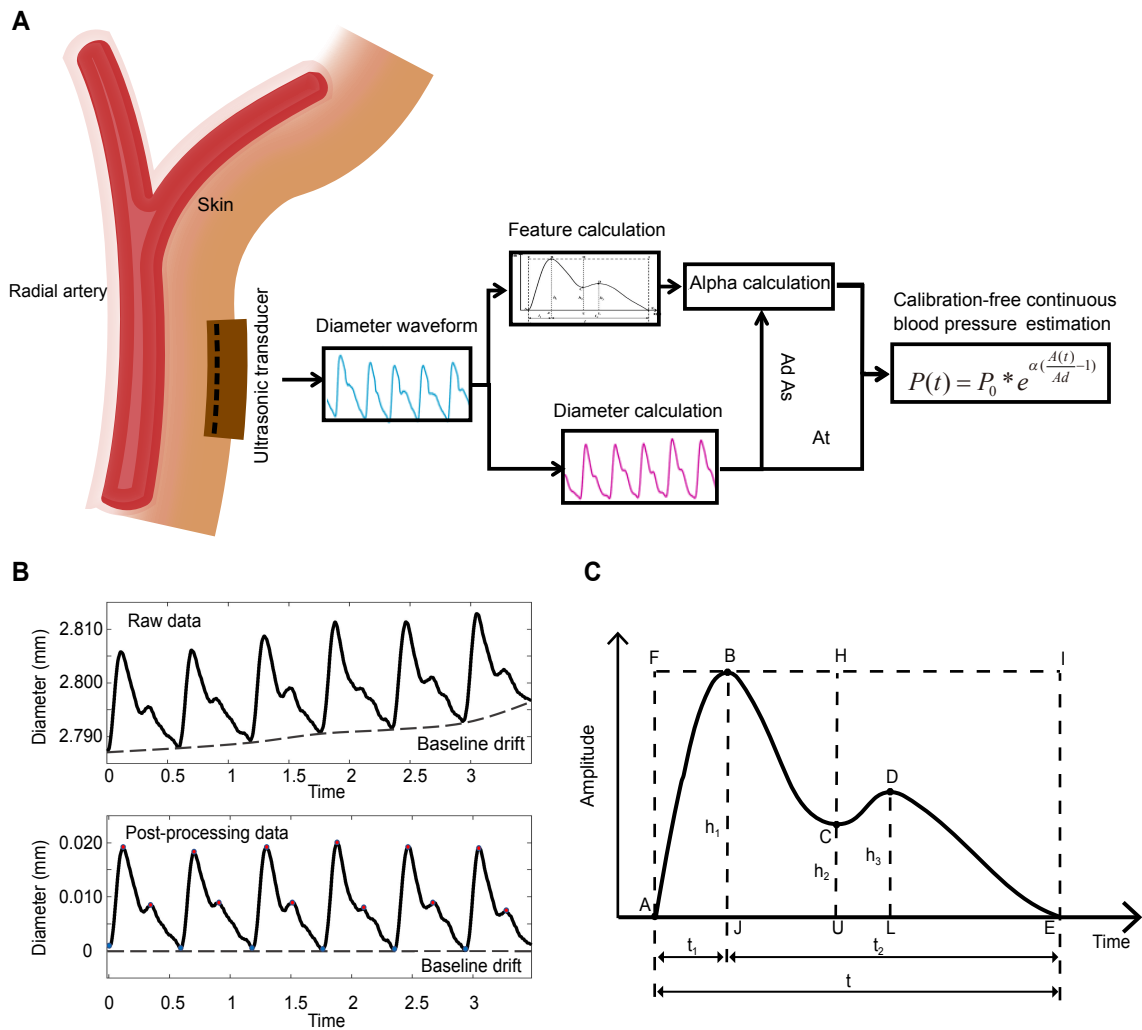 A
Skin
Radial artery
Ultrasonic transducer
Diameter waveform
Feature calculation
Alpha calculation
Diameter calculation
Ad As
At
Calibration-free continuous
blood pressure estimation
P(t) = P₀ * e^{α(A(t)/Ad −1)}
B
Raw data
Diameter (mm)
2.810
2.800
2.790
Baseline drift
0 0.5 1 1.5 2 2.5 3
Time
Post-processing data
Diameter (mm)
0.020
0.010
0
Baseline drift
0 0.5 1 1.5 2 2.5 3
Time
C
Amplitude
F B H I
D
C
h₁
h₂
h₃
A
J U L E
Time
t₁ t₂
t